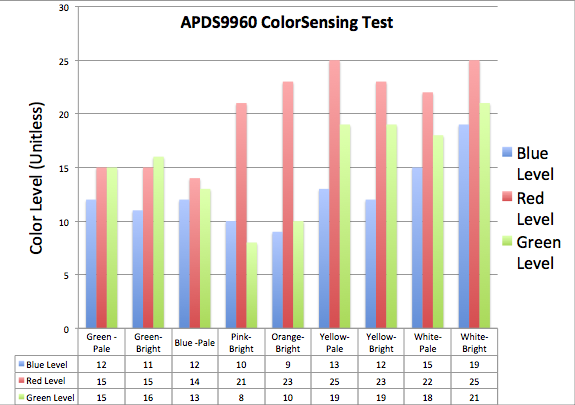 APDS9960 ColorSensing Test
30
25
20
15
10
5
0
Color Level (Unitless)
Blue
Level
Red
Level
Green
Level
Green - Green- Blue -Pale Pink- Orange- Yellow- Yellow- White- White-
Pale Bright Bright Bright Pale Bright Pale Bright
Blue Level 12 11 12 10 9 13 12 15 19
Red Level 15 15 14 21 23 25 23 22 25
Green Level 15 16 13 8 10 19 19 18 21